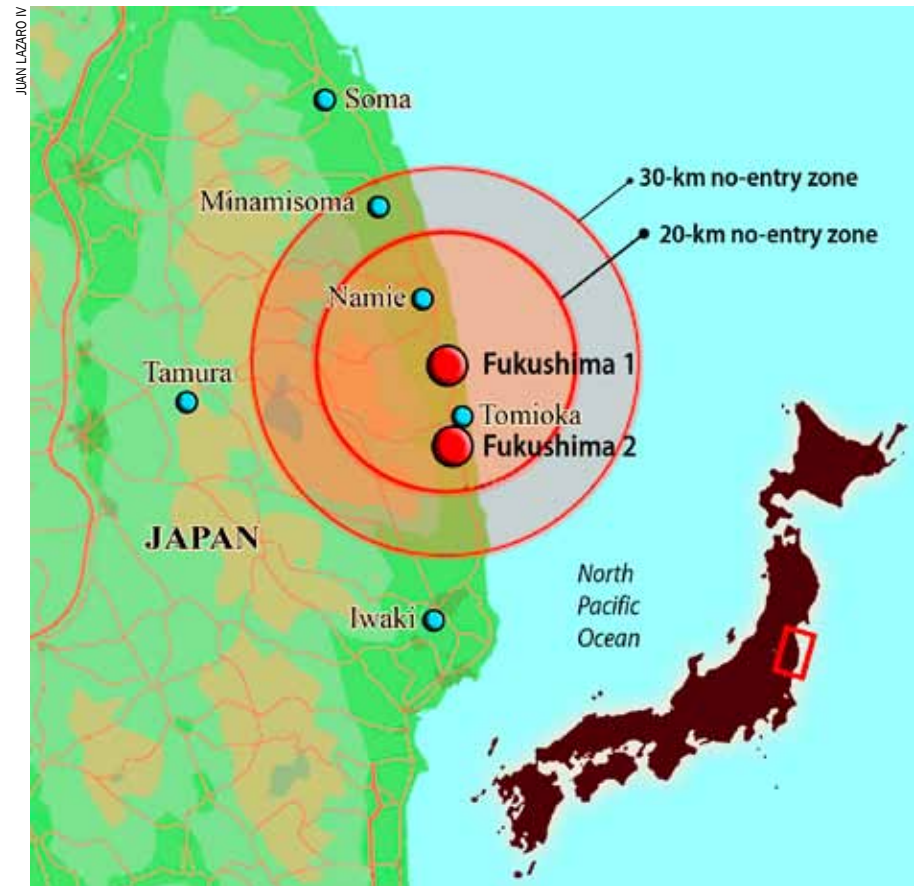 JUAN LAZARO IV
Soma
30-km no-entry zone
Minamisoma
20-km no-entry zone
Namie
Fukushima 1
Tamura
Tomioka
Fukushima 2
JAPAN
North
Pacific
Ocean
Iwaki